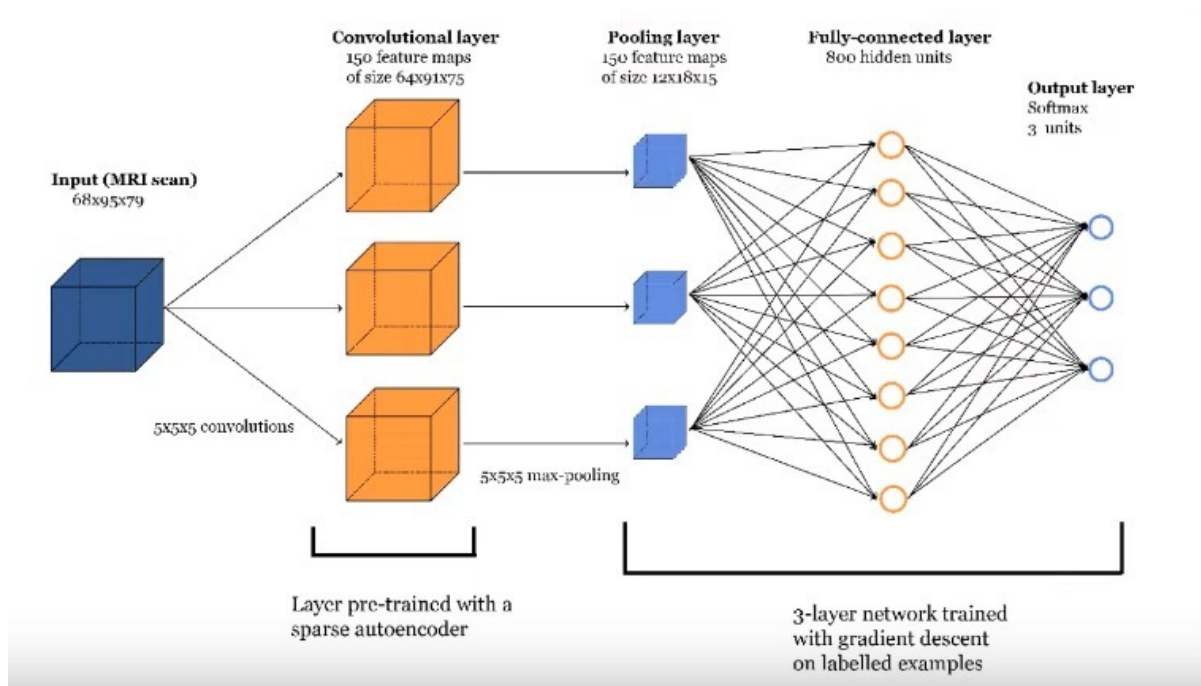 Convolutional layer
150 feature maps
of size 64x91x75
Pooling layer
150 feature maps
of size 12x18x15
Fully-connected layer
800 hidden units
Output layer
Softmax
3 units
Input (MRI scan)
68x95x79
5x5x5 convolutions
5x5x5 max-pooling
Layer pre-trained with a
sparse autoencoder
3-layer network trained
with gradient descent
on labelled examples